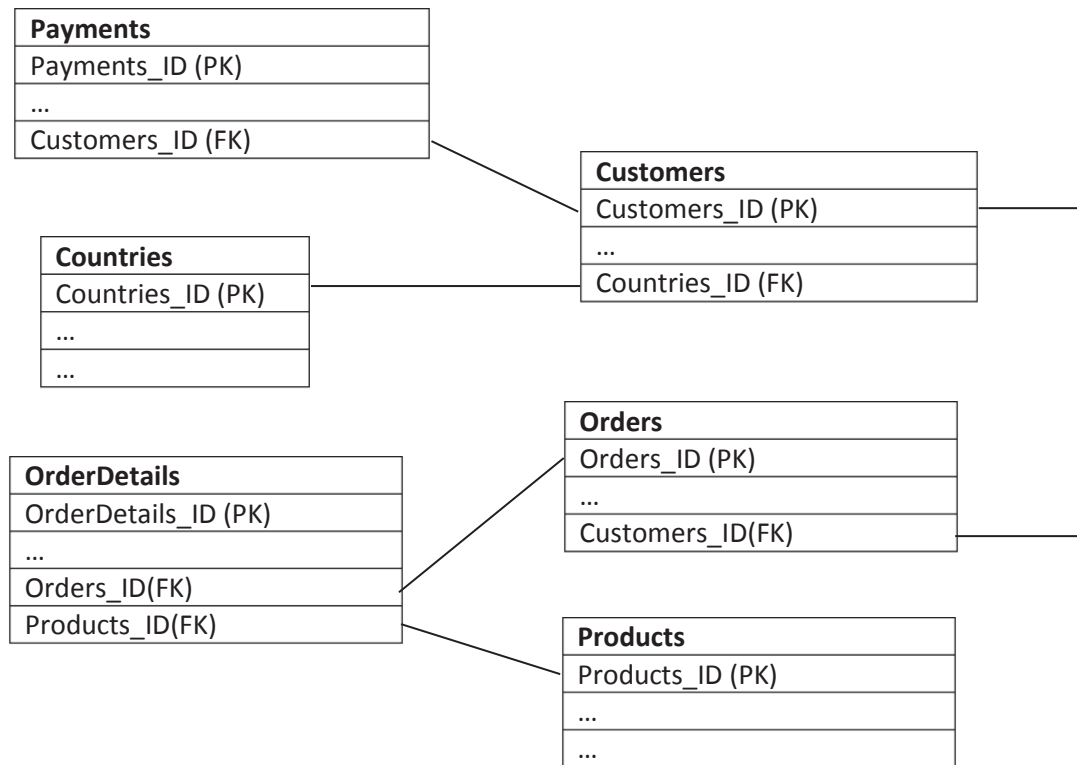 Payments
Payments_ID (PK)
...
Customers_ID (FK)
Customers
Customers_ID (PK)
...
Countries_ID (FK)
Countries
Countries_ID (PK)
...
...
Orders
Orders_ID (PK)
...
Customers_ID(FK)
OrderDetails
OrderDetails_ID (PK)
...
Orders_ID(FK)
Products_ID(FK)
Products
Products_ID (PK)
...
...